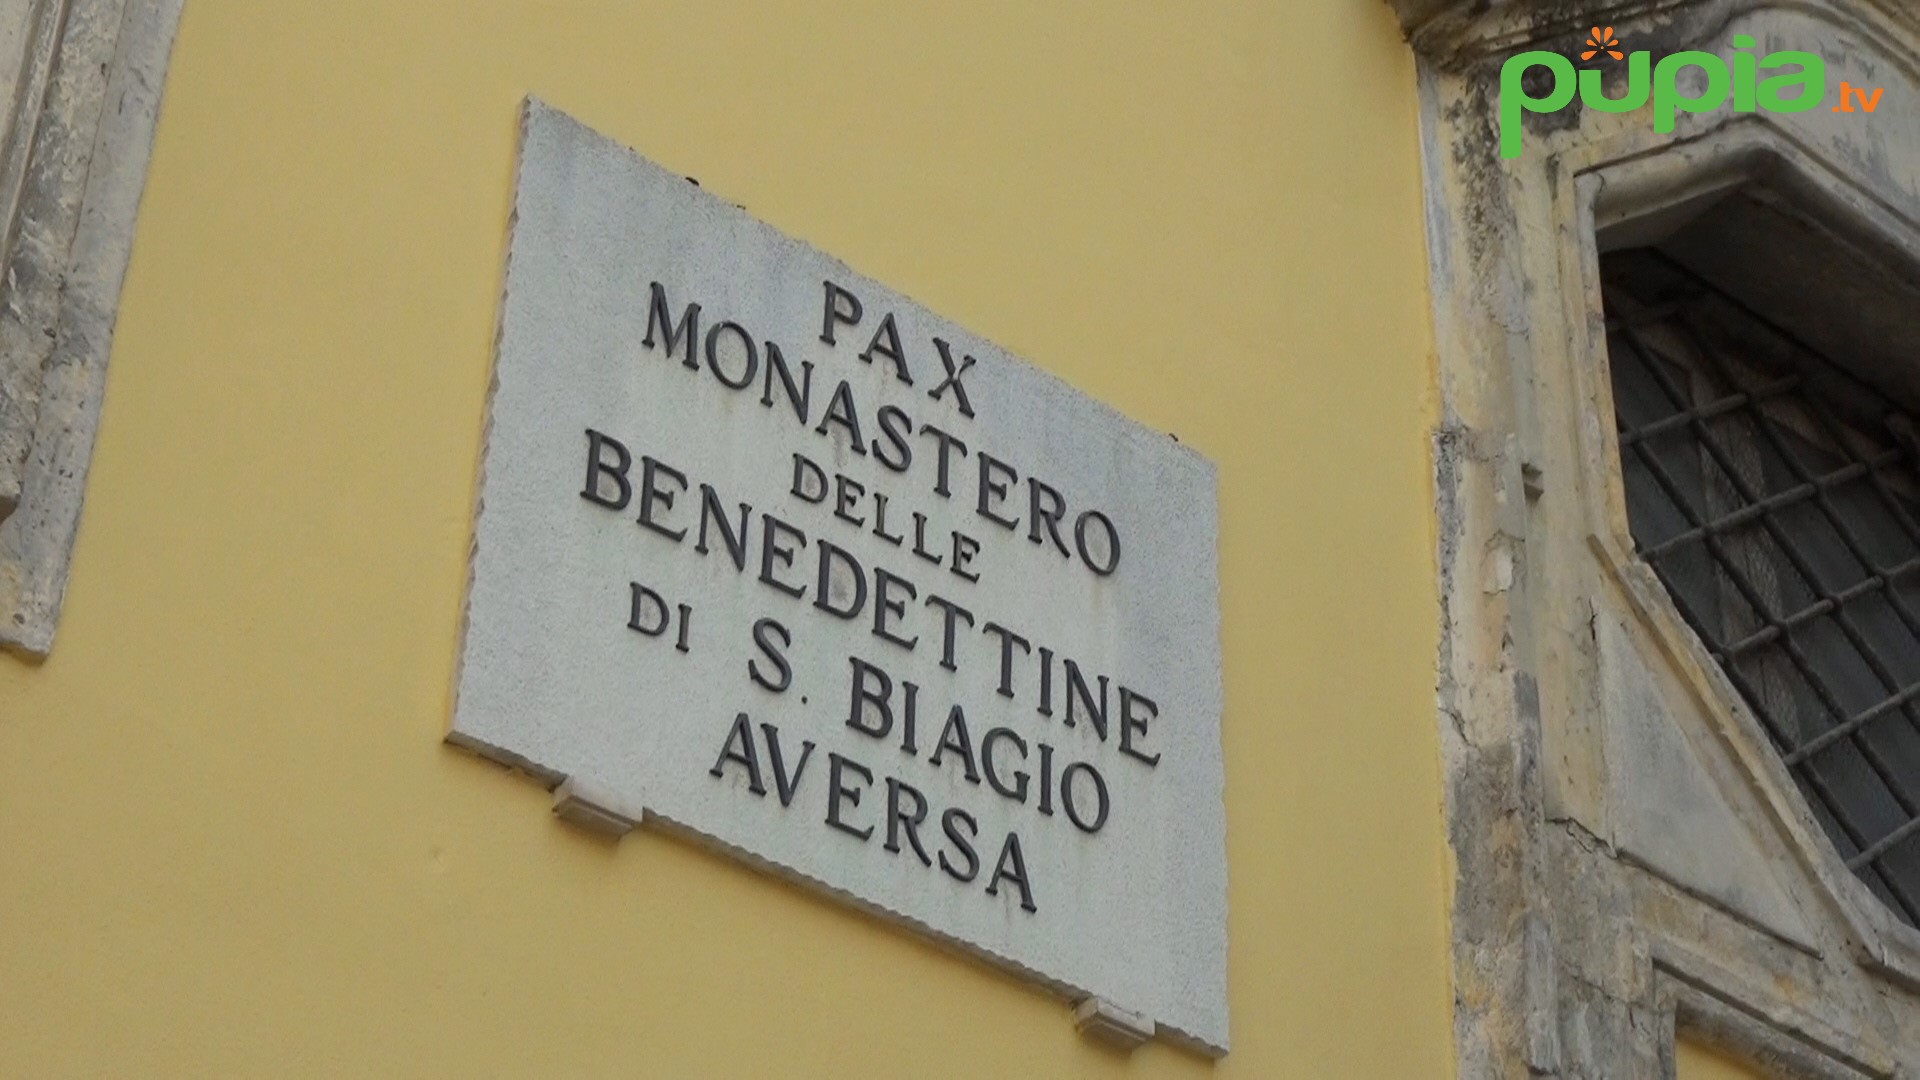 pupia.tv
PAX
MONASTERO
DELLE
BENEDETTINE
DI S. BIAGIO
AVERSA